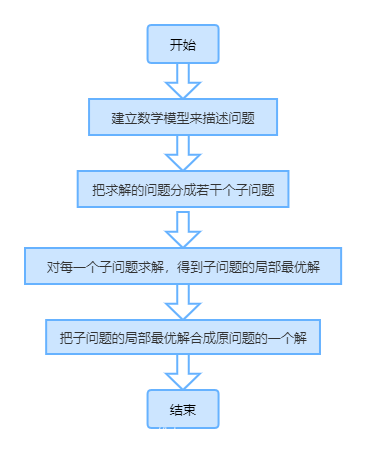 开始
建立数学模型来描述问题
把求解的问题分成若干个子问题
对每一个子问题求解，得到子问题的局部最优解
把子问题的局部最优解合成原问题的一个解
结束